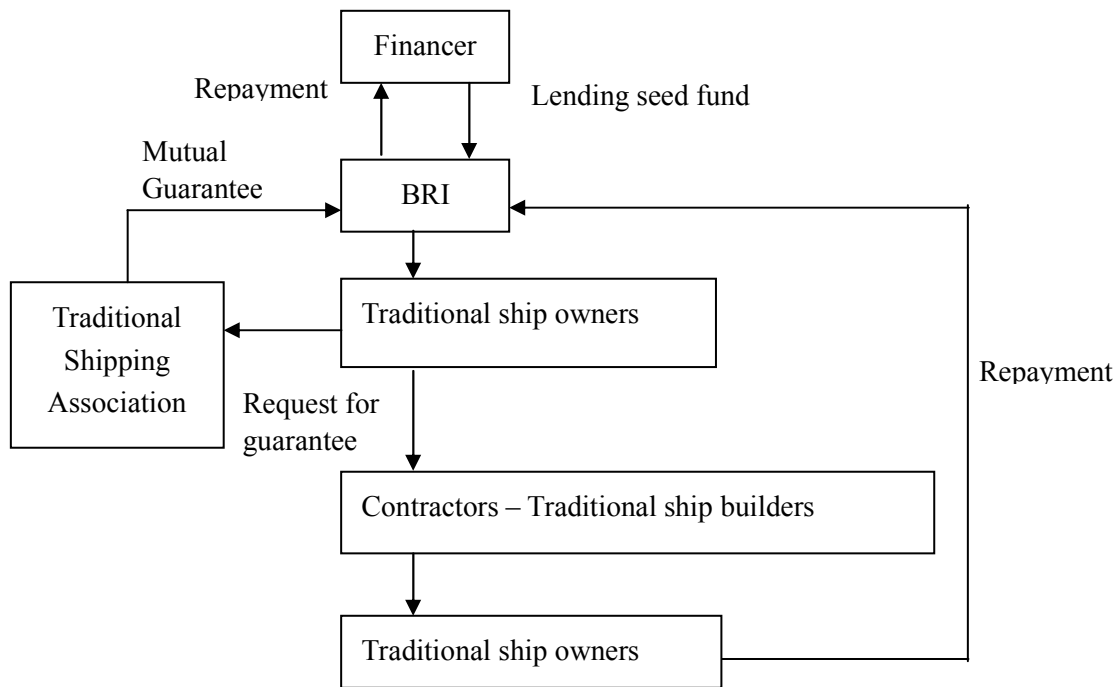 Financer
Repayment
Lending seed fund
Mutual
Guarantee
BRI
Traditional ship owners
Traditional
Shipping
Association
Repayment
Request for
guarantee
Contractors – Traditional ship builders
Traditional ship owners